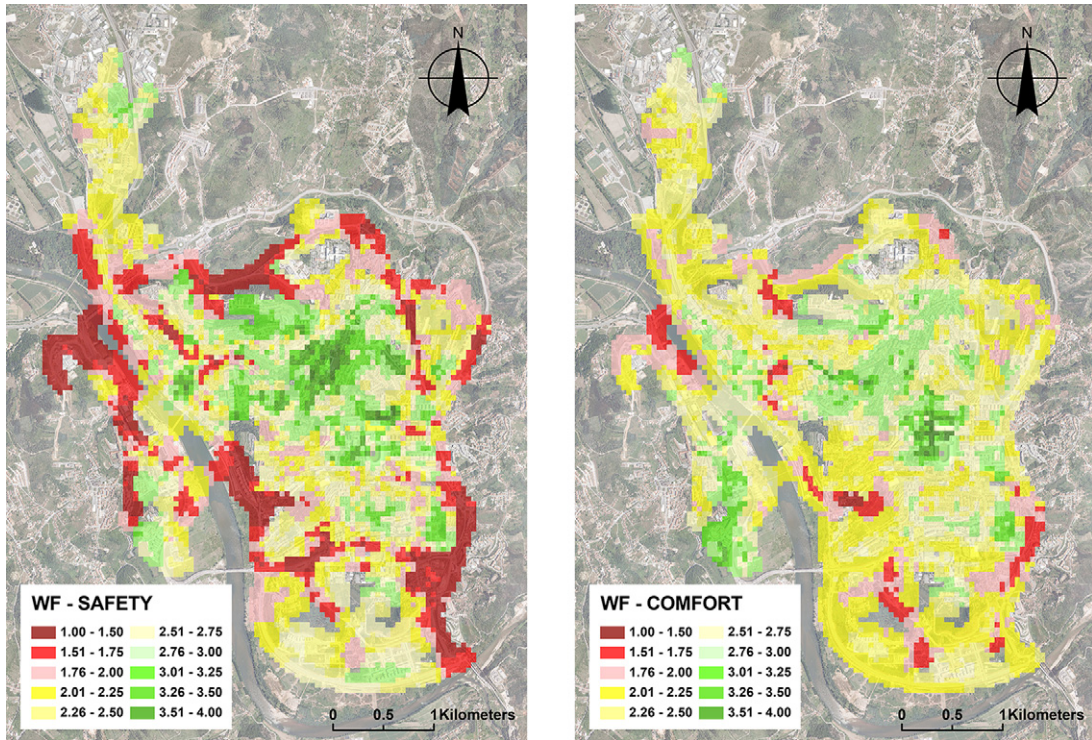 N
WF - SAFETY
1.00 - 1.50
2.51 - 2.75
1.51 - 1.75
2.76 - 3.00
1.76 - 2.00
3.01 - 3.25
2.01 - 2.25
3.26 - 3.50
2.26 - 2.50
3.51 - 4.00
0 0.5 1Kilometers
N
WF - COMFORT
1.00 - 1.50
2.51 - 2.75
1.51 - 1.75
2.76 - 3.00
1.76 - 2.00
3.01 - 3.25
2.01 - 2.25
3.26 - 3.50
2.26 - 2.50
3.51 - 4.00
0 0.5 1Kilometers